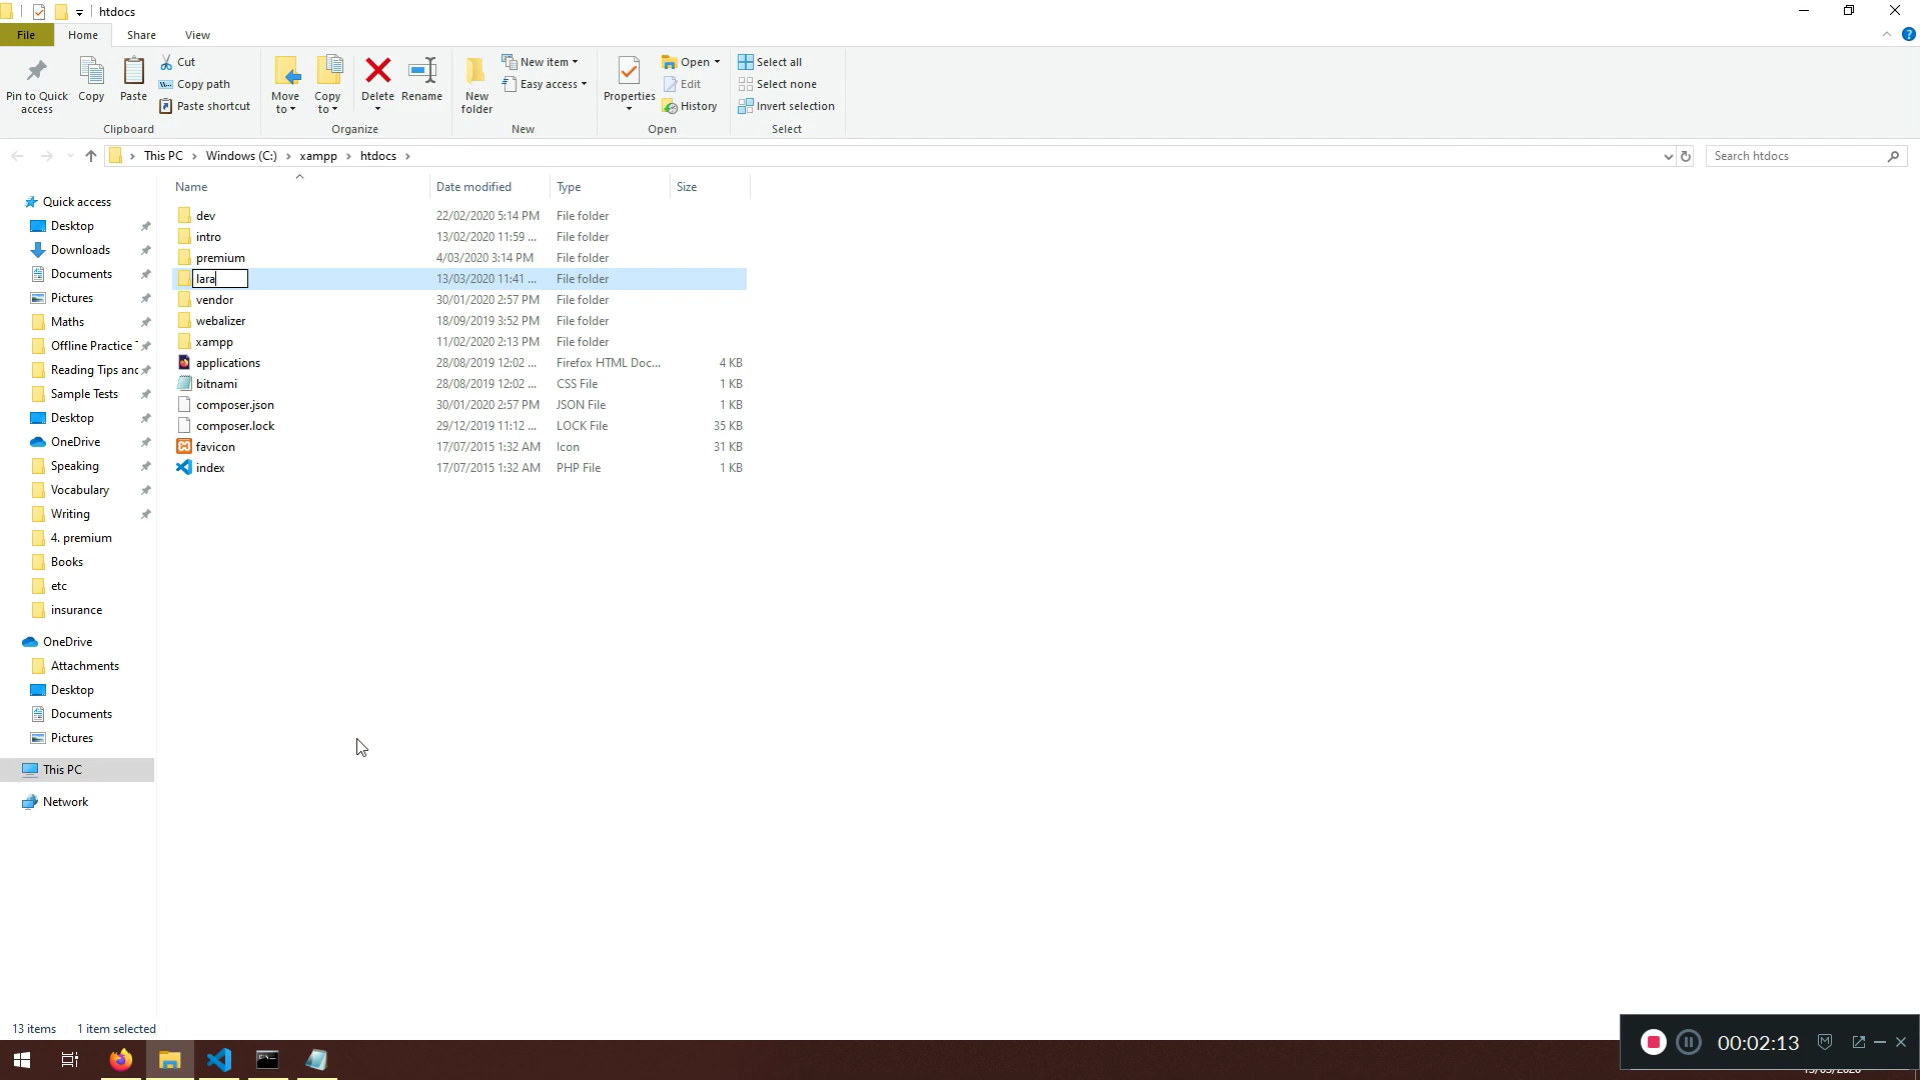 htdocs
File Home Share View
Pin to Quick access
Copy
Paste
Cut
Copy path
Paste shortcut
Clipboard
Move to
Copy to
Delete
Rename
Organize
New folder
New item
Easy access
New
Properties
Open
Edit
History
Open
Select all
Select none
Invert selection
Select
This PC > Windows (C:) > xampp > htdocs >
Search htdocs
Quick access
Desktop
Downloads
Documents
Pictures
Maths
Offline Practice
Reading Tips
Sample Tests
Desktop
OneDrive
Speaking
Vocabulary
Writing
4. premium
Books
etc
insurance
OneDrive
Attachments
Desktop
Documents
Pictures
This PC
Network
Name Date modified Type Size
dev 22/02/2020 5:14 PM File folder
intro 13/02/2020 11:59 ... File folder
premium 4/03/2020 3:14 PM File folder
lara 13/03/2020 11:41 ... File folder
vendor 30/01/2020 2:57 PM File folder
webalizer 18/09/2019 3:52 PM File folder
xampp 11/02/2020 2:13 PM File folder
applications 28/08/2019 12:02 ... Firefox HTML Doc... 4 KB
bitnami 28/08/2019 12:02 ... CSS File 1 KB
composer.json 30/01/2020 2:57 PM JSON File 1 KB
composer.lock 29/12/2019 11:12 ... LOCK File 35 KB
favicon 17/07/2015 1:32 AM Icon 31 KB
index 17/07/2015 1:32 AM PHP File 1 KB
13 items 1 item selected
00:02:13